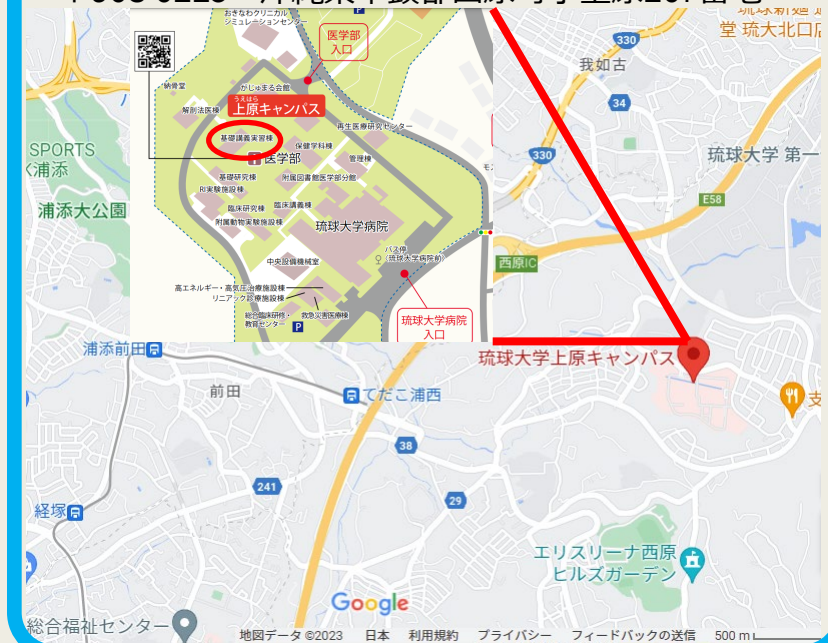 おきなわクリニカル
シミュレーションセンター
医学部
入口
P
納骨堂
がじゅまる会館
解剖法医棟
うえはら
上原キャンパス
再生医療研究センター
基礎講義実習棟
保健学科棟
医学部
管理棟
基礎研究棟
附属図書館医学部分館
RI実験施設棟
臨床研究棟
臨床講義棟
附属動物実験施設棟
琉球大学病院
バス停
(琉球大学病院前)
中央設備機械室
高エネルギー・高気圧治療施設棟
リニアック診療施設棟
総合臨床研修・
教育センター
救急災害医療棟
P
琉球大学病院
入口
堂 琉大北口店
330
我如古
34
330
琉球大学 第一
E58
西原IC
SPORTS
浦添
浦添大公園
琉球大学上原キャンパス
浦添前田
前田
てだこ浦西
支
38
241
29
経塚
エリスリーナ西原
ヒルズガーデン
Google
総合福祉センター
地図データ ©2023 日本 利用規約 プライバシー フィードバックの送信 500 m